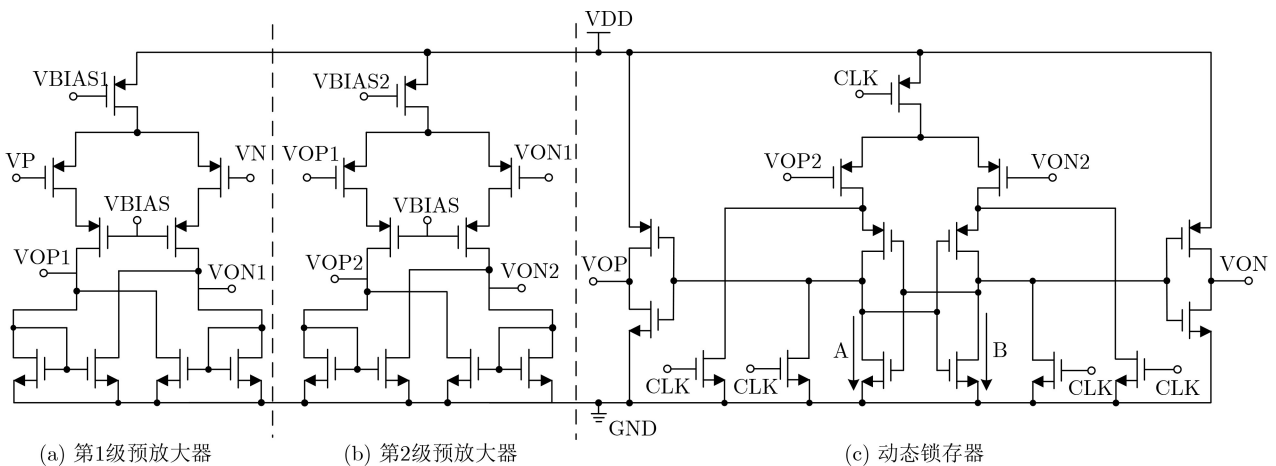 VDD
VBIAS1
VBIAS2
CLK
VP
VN
VOP1
VON1
VOP2
VON2
VBIAS
VBIAS
VOP1
VON1
VOP2
VON2
VOP
VON
A
B
CLK
CLK
CLK
CLK
GND
(a) 第1级预放大器
(b) 第2级预放大器
(c) 动态锁存器